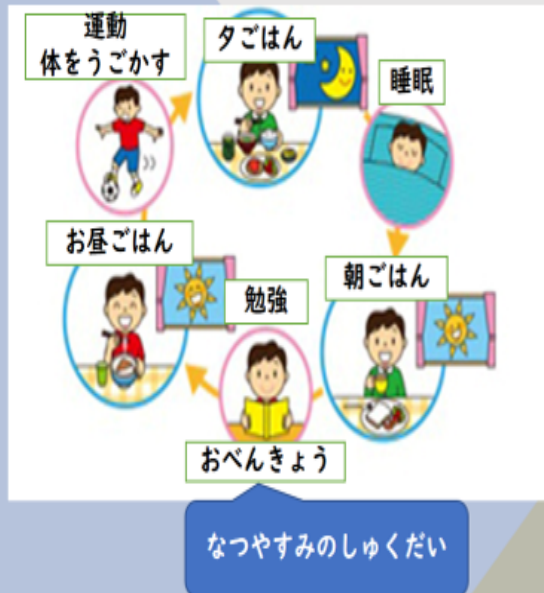 運動
体をうごかす
夕ごはん
睡眠
お昼ごはん
勉強
朝ごはん
おべんきょう
なつやすみのしゅくだい